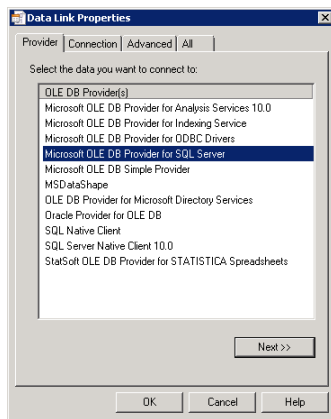 Data Link Properties
Provider Connection Advanced All
Select the data you want to connect to:
OLE DB Provider(s)
Microsoft OLE DB Provider for Analysis Services 10.0
Microsoft OLE DB Provider for Indexing Service
Microsoft OLE DB Provider for ODBC Drivers
Microsoft OLE DB Provider for SQL Server
Microsoft OLE DB Simple Provider
MSDataShape
OLE DB Provider for Microsoft Directory Services
Oracle Provider for OLE DB
SQL Native Client
SQL Server Native Client 10.0
StatSoft OLE DB Provider for STATISTICA Spreadsheets
Next >>
OK Cancel Help